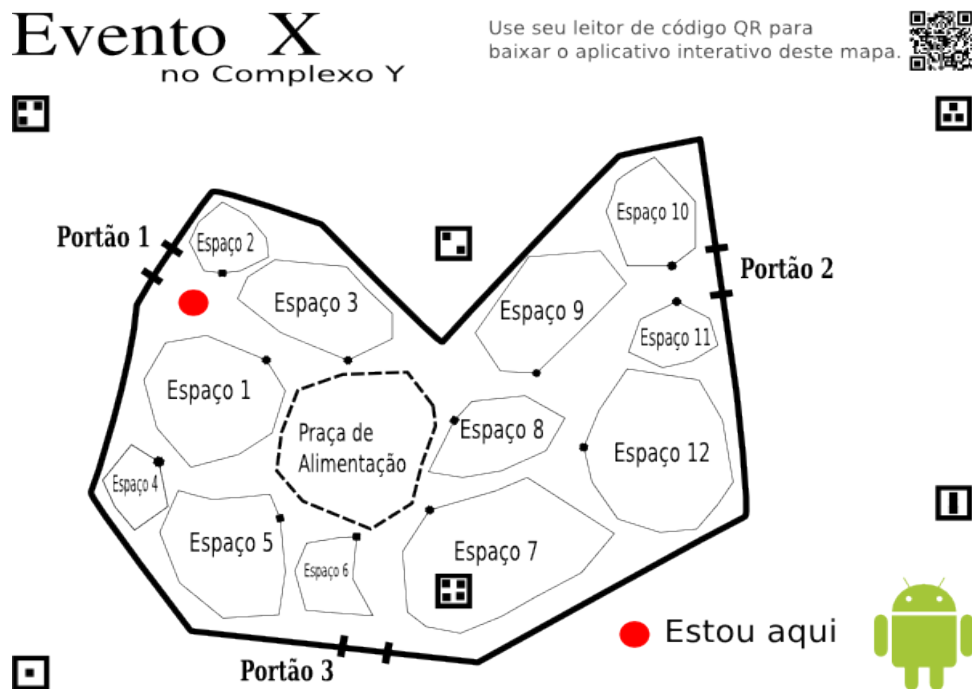 Evento X
no Complexo Y
Use seu leitor de código QR para
baixar o aplicativo interativo deste mapa.
Portão 1
Espaço 2
Espaço 10
Portão 2
Espaço 3
Espaço 9
Espaço 11
Espaço 1
Praça de
Alimentação
Espaço 8
Espaço 12
Espaço 4
Espaço 5
Espaço 6
Espaço 7
Portão 3
Estou aqui